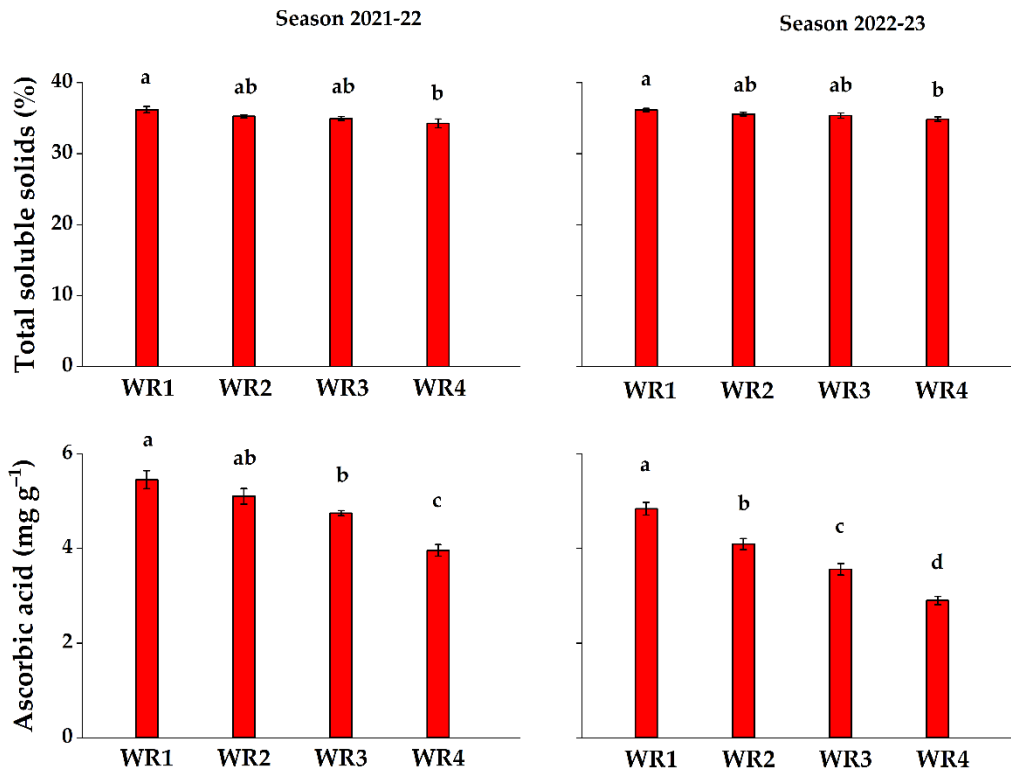 Season 2021-22
Season 2022-23
Total soluble solids (%)
40
30
20
10
0
a
ab
ab
b
WR1 WR2 WR3 WR4
a
ab
ab
b
WR1 WR2 WR3 WR4
Ascorbic acid (mg g⁻¹)
6
4
2
0
a
ab
b
c
WR1 WR2 WR3 WR4
a
b
c
d
WR1 WR2 WR3 WR4